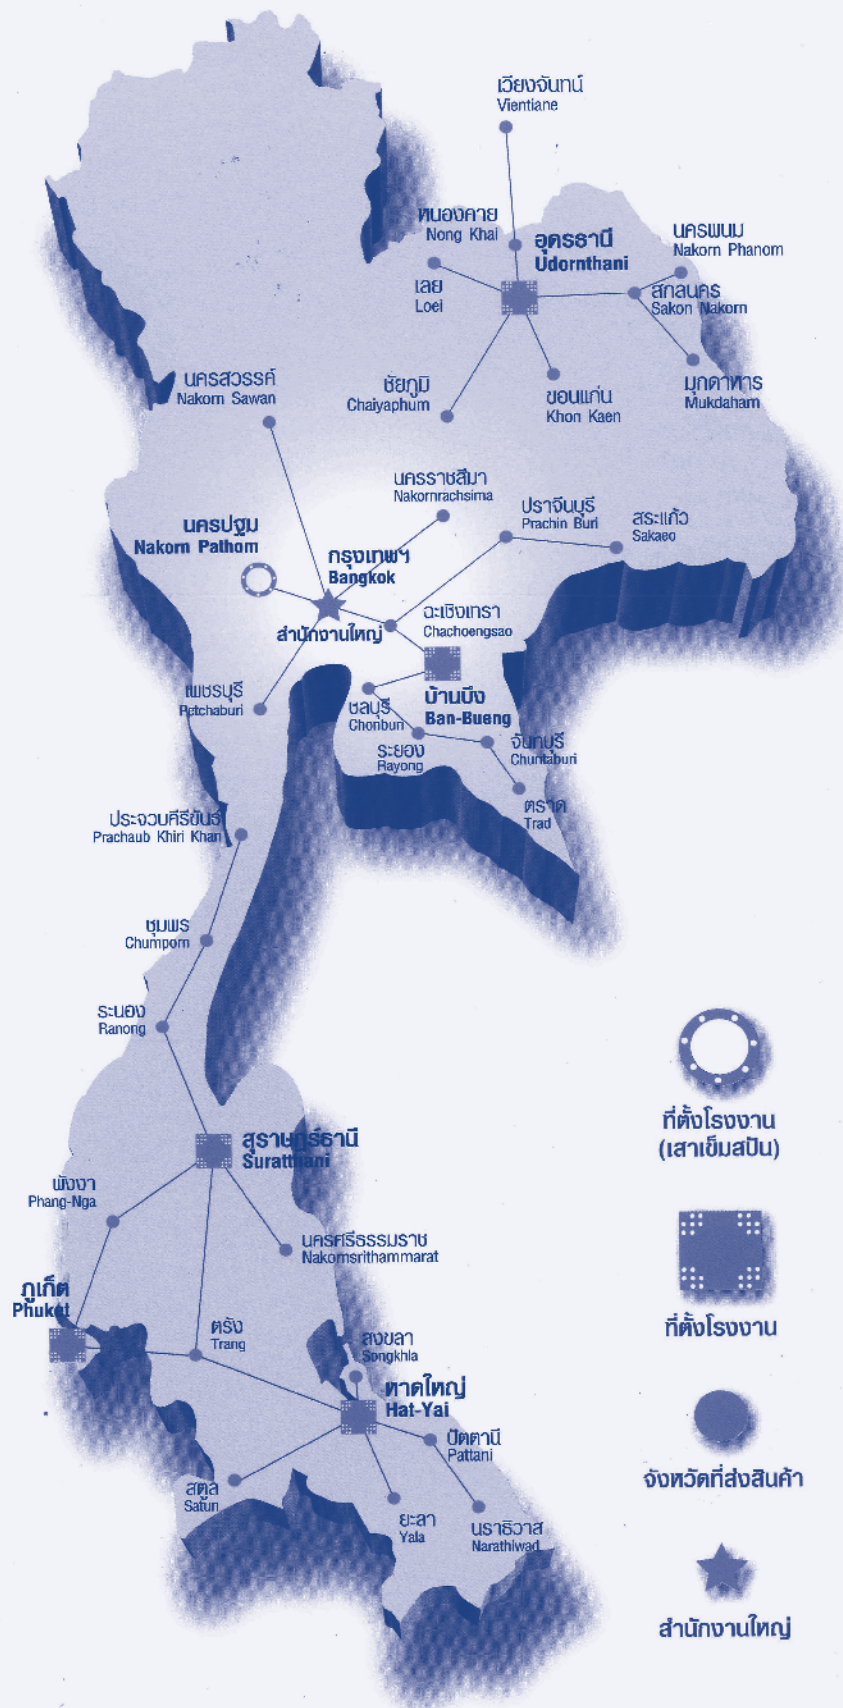 เวียงจันทน์
Vientiane
หนองคาย
Nong Khai
อุดรธานี
Udornthani
นครพนม
Nakorn Phanom
เลย
Loei
สกลนคร
Sakon Nakorn
นครสวรรค์
Nakorn Sawan
ชัยภูมิ
Chaiyaphum
ขอนแก่น
Khon Kaen
มุกดาหาร
Mukdaham
นครราชสีมา
Nakornrachsima
ปราจีนบุรี
Prachin Buri
สระแก้ว
Sakaeo
นครปฐม
Nakorn Pathom
กรุงเทพฯ
Bangkok
สำนักงานใหญ่
ฉะเชิงเทรา
Chachoengsao
เพชรบุรี
Petchaburi
ชลบุรี
Chonburi
บ้านบึง
Ban-Bueng
ระยอง
Rayong
จันทบุรี
Chuntaburi
ตราด
Trad
ประจวบคีรีขันธ์
Prachaub Khiri Khan
ชุมพร
Chumporn
ระนอง
Ranong
ที่ตั้งโรงงาน
(เสาเข็มสปัน)
สุราษฎร์ธานี
Suratthani
พังงา
Phang-Nga
นครศรีธรรมราช
Nakornsrithammarat
ภูเก็ต
Phuket
ตรัง
Trang
สงขลา
Songkhla
ที่ตั้งโรงงาน
หาดใหญ่
Hat-Yai
ปัตตานี
Pattani
สตูล
Satun
ยะลา
Yala
นราธิวาส
Narathiwad
จังหวัดที่ส่งสินค้า
สำนักงานใหญ่